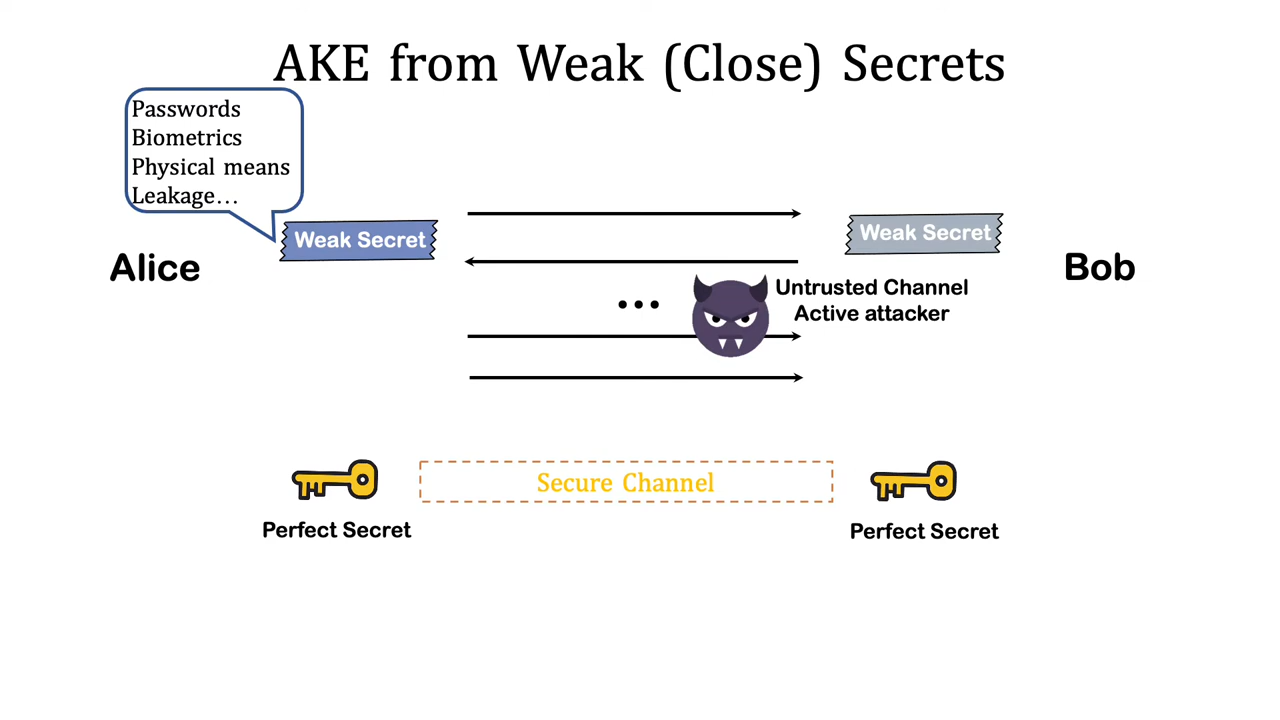 AKE from Weak (Close) Secrets
Passwords
Biometrics
Physical means
Leakage...
Weak Secret
Weak Secret
Alice
Bob
...
Untrusted Channel
Active attacker
Secure Channel
Perfect Secret
Perfect Secret